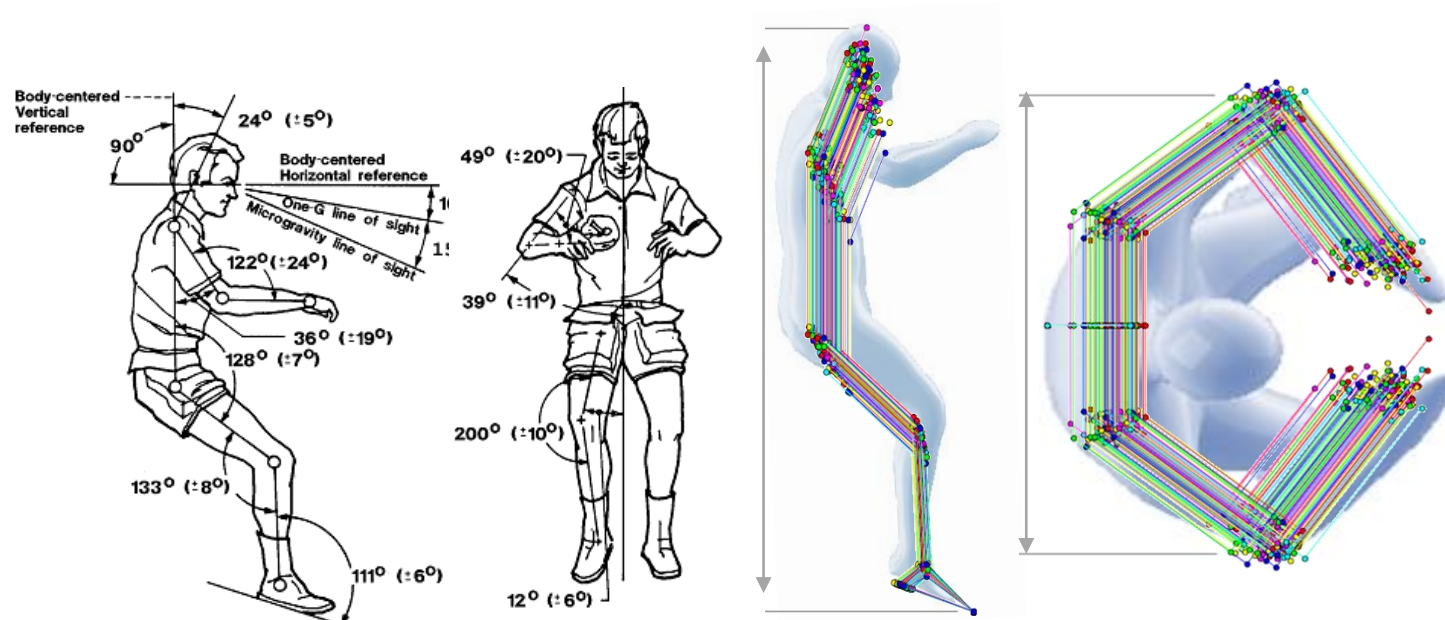 Body-centered
Vertical
reference
24° (±5°)
90°
Body-centered
Horizontal reference
One-G line of sight
Microgravity line of sight
122° (±24°)
36° (±19°)
128° (±7°)
133° (±8°)
111° (±6°)
49° (±20°)
39° (±11°)
200° (±10°)
12° (±6°)